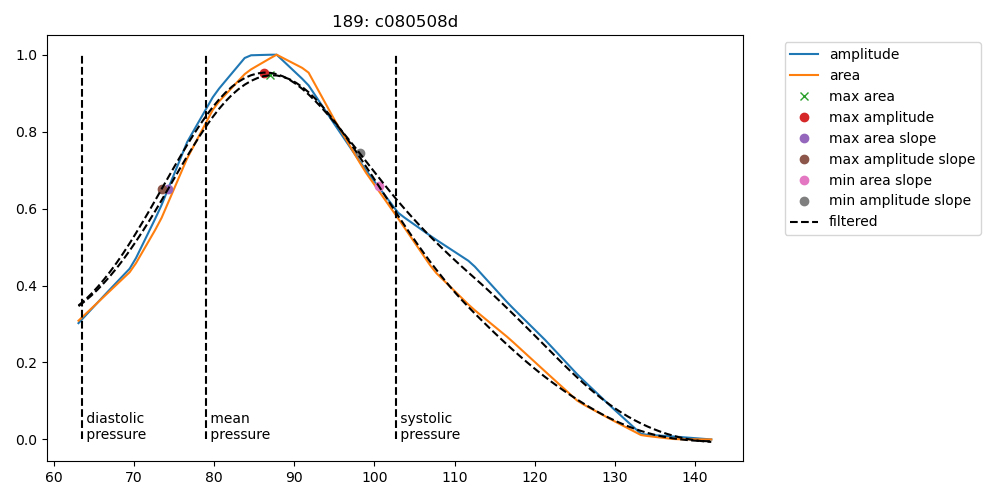 189: c080508d
1.0
0.8
0.6
0.4
0.2
0.0
diastolic
pressure
mean
pressure
systolic
pressure
60 70 80 90 100 110 120 130 140
amplitude
area
max area
max amplitude
max area slope
max amplitude slope
min area slope
min amplitude slope
filtered